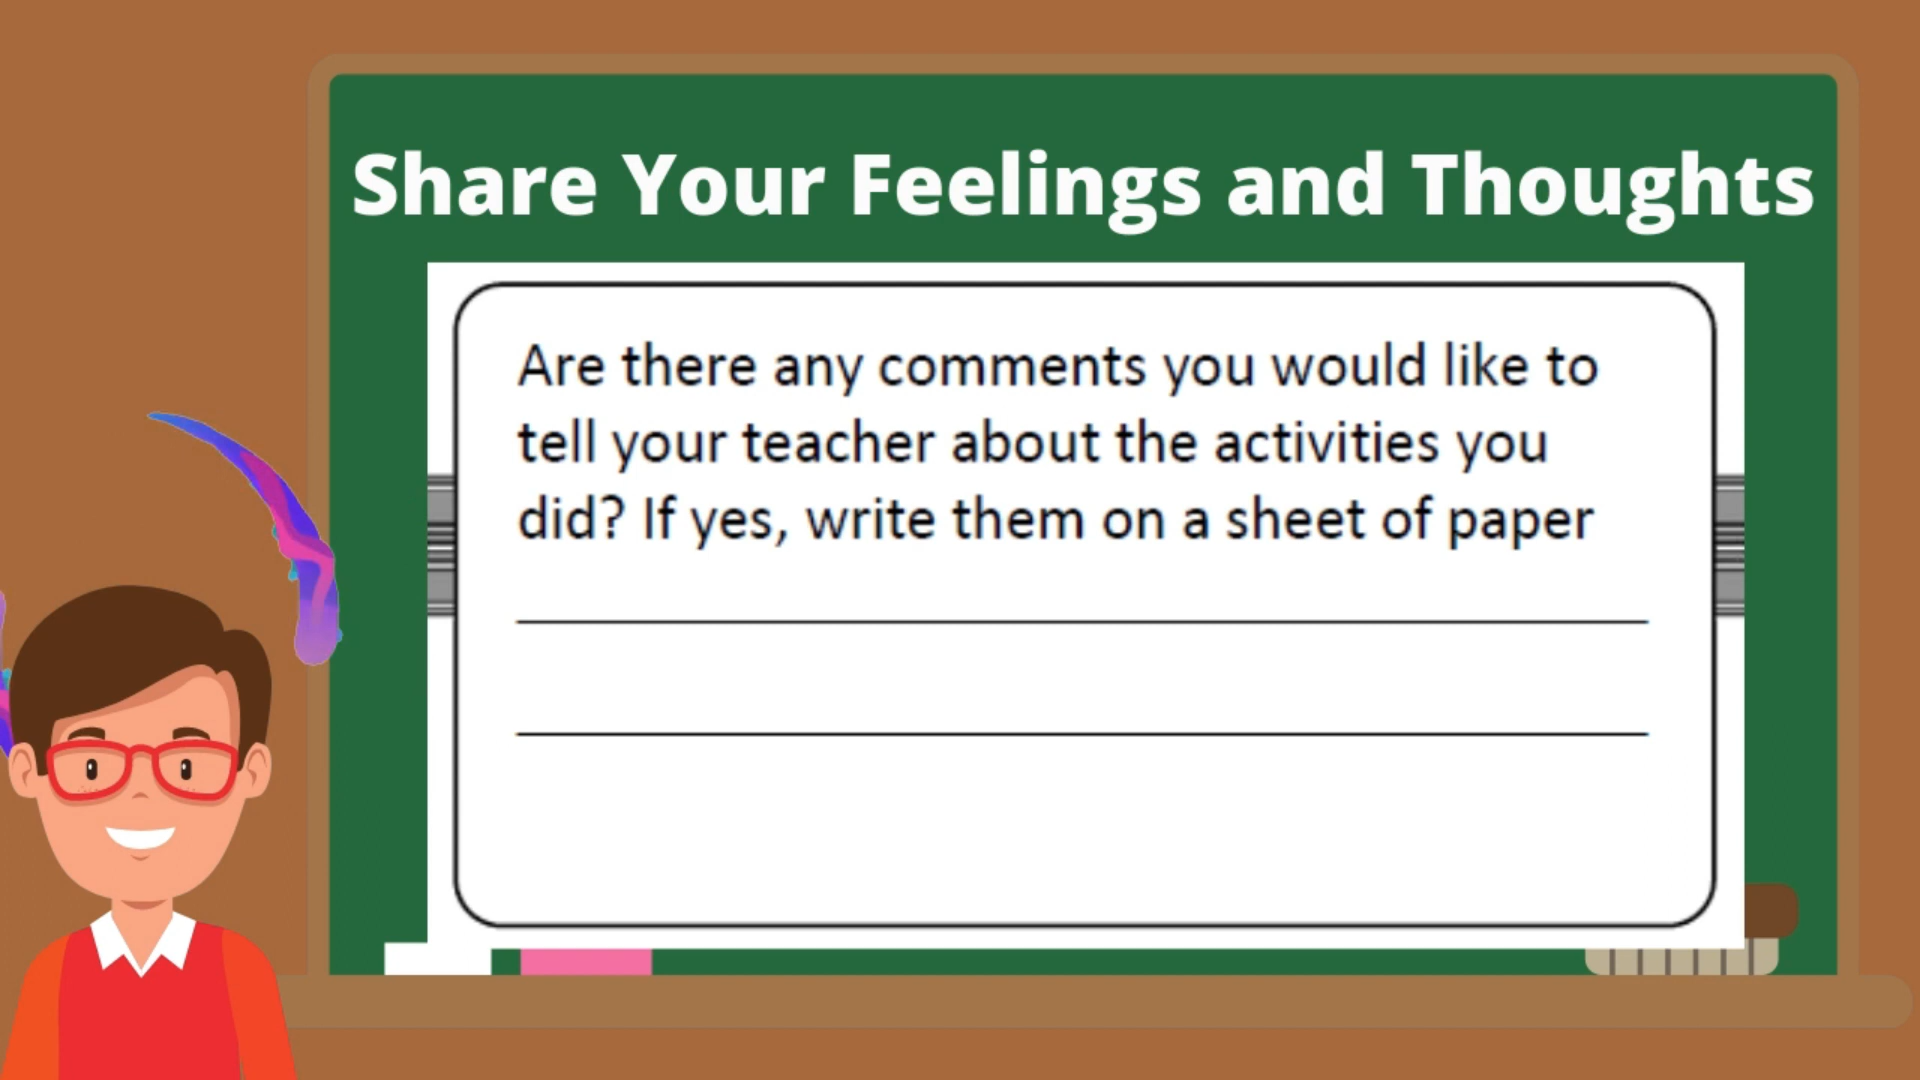 Share Your Feelings and Thoughts
Are there any comments you would like to
tell your teacher about the activities you
did? If yes, write them on a sheet of paper